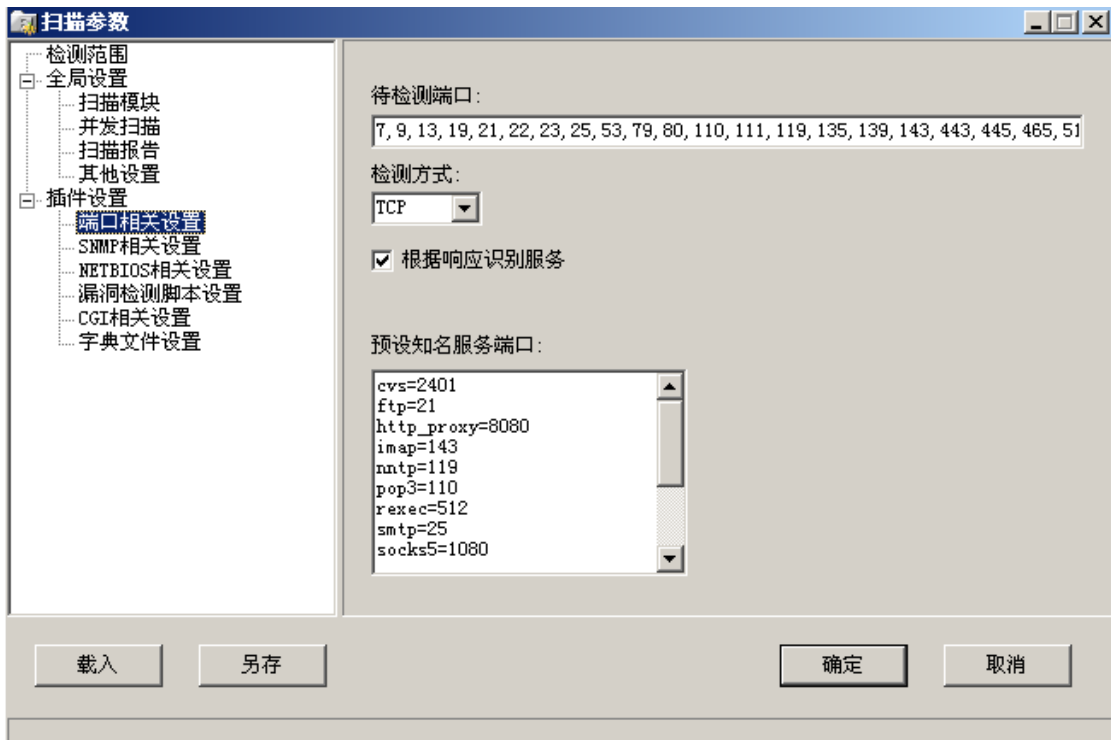 扫描参数
检测范围
全局设置
扫描模块
并发扫描
扫描报告
其他设置
插件设置
端口相关设置
SNMP相关设置
NETBIOS相关设置
漏洞检测脚本设置
CGI相关设置
字典文件设置
待检测端口:
7, 9, 13, 19, 21, 22, 23, 25, 53, 79, 80, 110, 111, 119, 135, 139, 143, 443, 445, 465, 51
检测方式:
TCP
根据响应识别服务
预设知名服务端口:
cvs=2401
ftp=21
http_proxy=8080
imap=143
nntp=119
pop3=110
rexec=512
smtp=25
socks5=1080
载入
另存
确定
取消